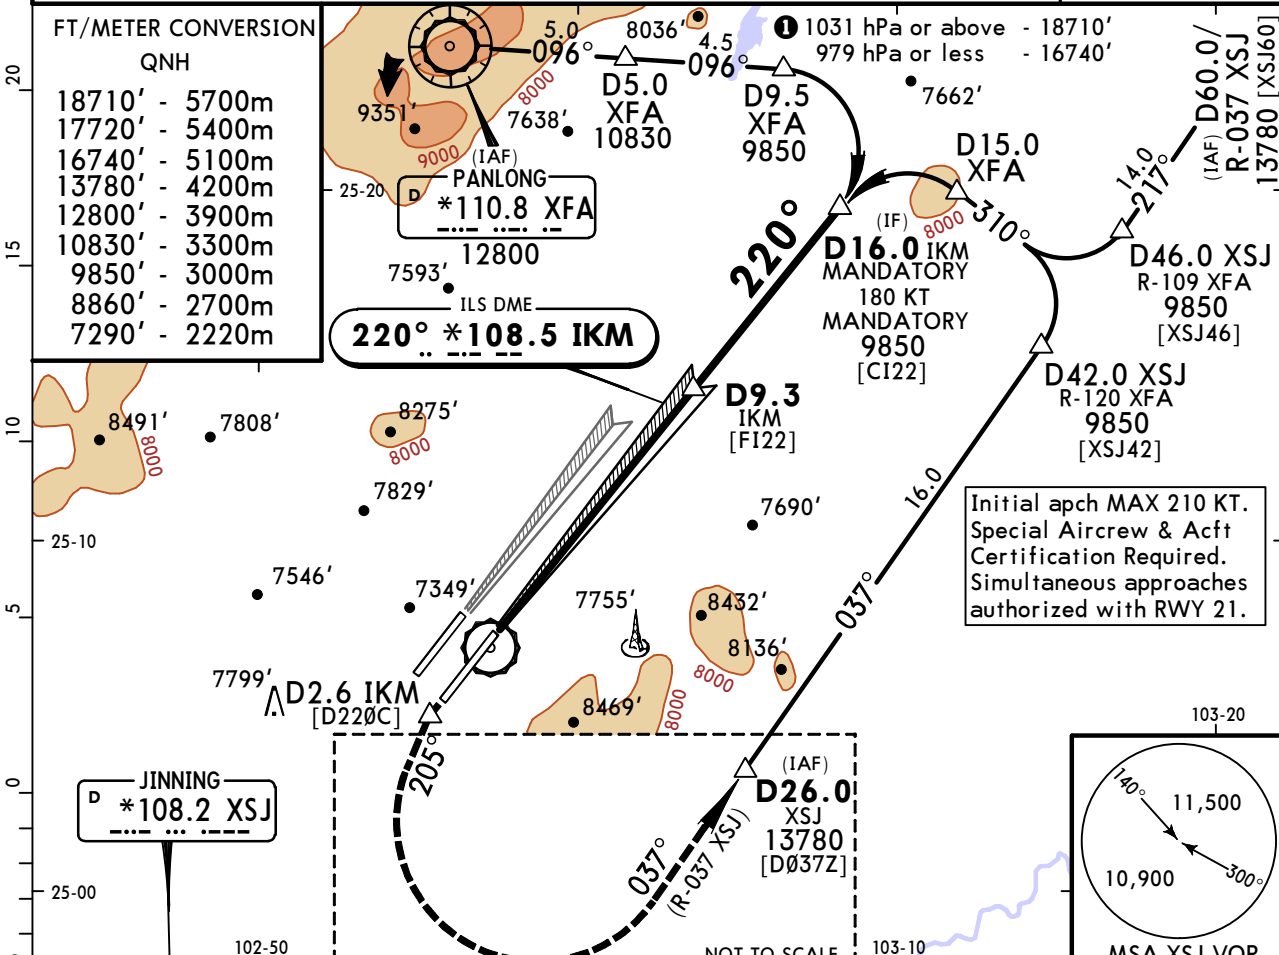 FT/METER CONVERSION
QNH
18710' - 5700m
17720' - 5400m
16740' - 5100m
13780' - 4200m
12800' - 3900m
10830' - 3300m
9850' - 3000m
8860' - 2700m
7290' - 2220m
5.0
096°
8036'
4.5
096°
1 1031 hPa or above - 18710'
979 hPa or less - 16740'
(IAF) D60.0/
R-037 XSJ
13780 [XSJ60]
D5.0
XFA
10830
D9.5
XFA
9850
7662'
8000
9351'
7638'
9000
(IAF)
PANLONG
D *110.8 XFA
12800
D15.0
XFA
8000
310°
14.0
217°
20
25-20
15
220°
(IF)
D16.0 IKM
MANDATORY
180 KT
MANDATORY
9850
[CI22]
D46.0 XSJ
R-109 XFA
9850
[XSJ46]
7593'
ILS DME
220° *108.5 IKM
D42.0 XSJ
R-120 XFA
9850
[XSJ42]
D9.3
IKM
[FI22]
8491'
8000
7808'
8275'
8000
10
7829'
7690'
16.0
Initial apch MAX 210 KT.
Special Aircrew & Acft
Certification Required.
Simultaneous approaches
authorized with RWY 21.
25-10
7546'
7349'
7755'
8432'
8136'
8000
037°
5
7799'
D2.6 IKM
[D220C]
8469'
8000
205°
103-20
JINNING
D *108.2 XSJ
0
(IAF)
D26.0
XSJ
13780
[D037Z]
037°
(R-037 XSJ)
140°
11,500
10,900
300°
25-00
102-50
NOT TO SCALE
103-10
MSA XSJ VOR